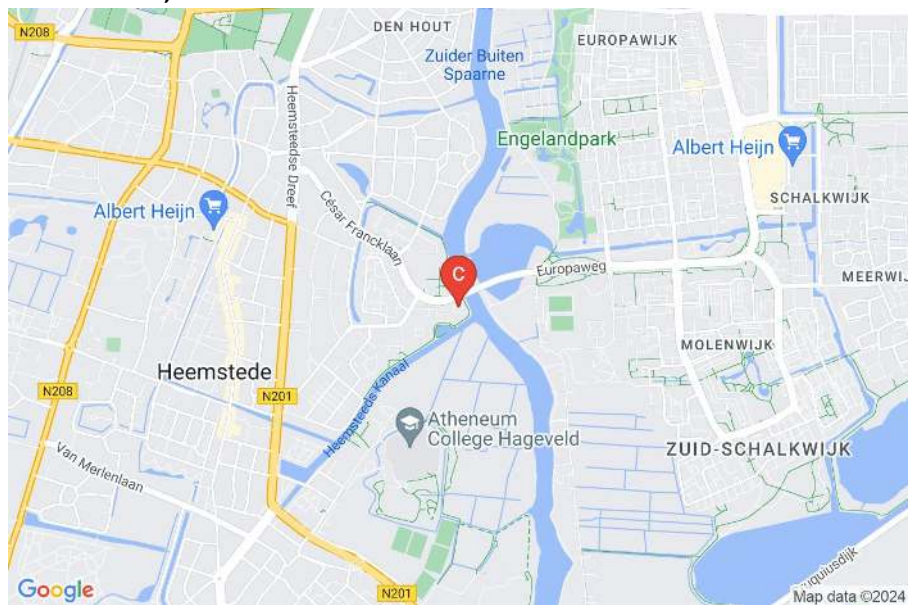 N208
DEN HOUT
Zuider Buiten
Spaarne
EUROPAWIJK
Heemsteedse Dreef
Engelandpark
Albert Heijn
SCHALKWIJK
Albert Heijn
César Francklaan
C
Europaweg
MEERWIJ
MOLENWIJK
Heemstede
N208
N201
Heemsteeds Kanaal
Atheneum
College Hageveld
ZUID-SCHALKWIJK
Van Merlenlaan
N201
Google
Map data ©2024